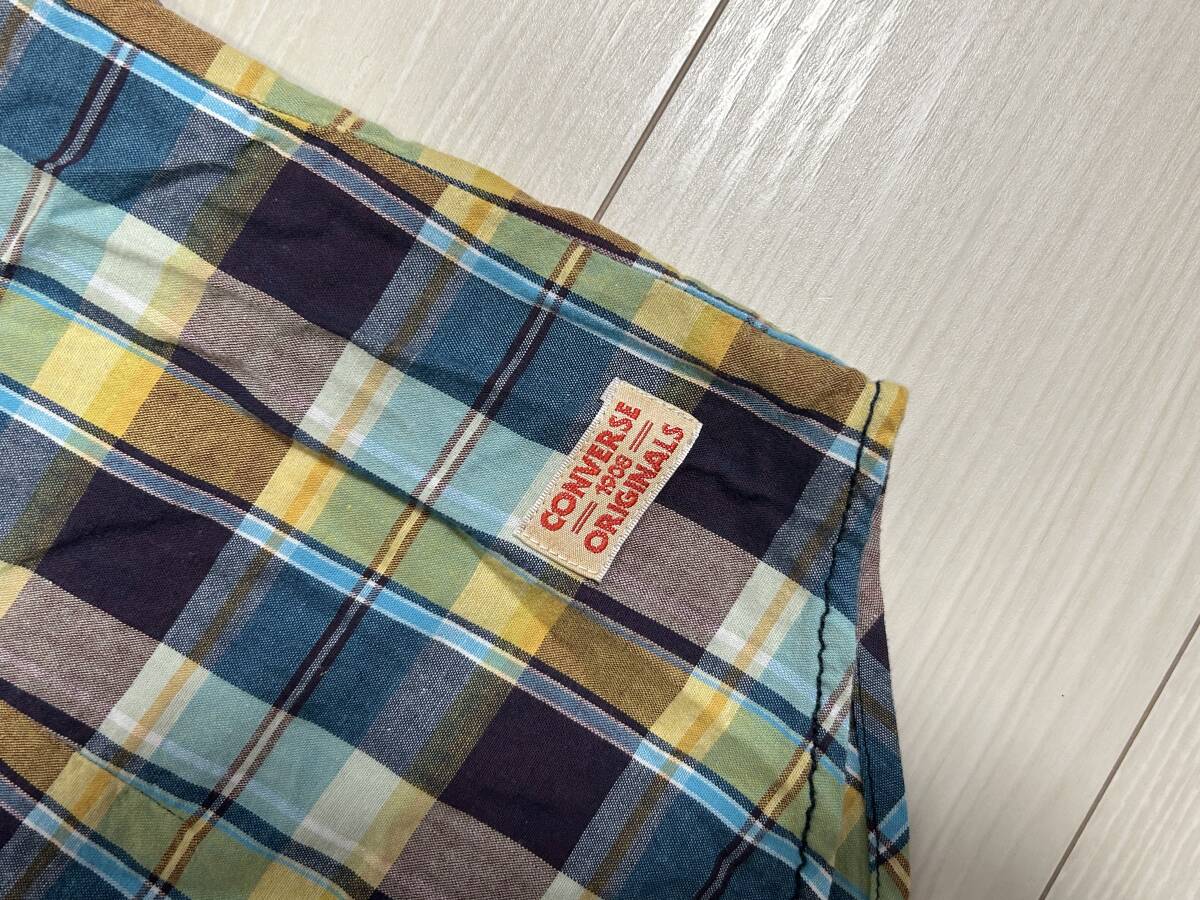 CONVERSE
1908
ORIGINALS